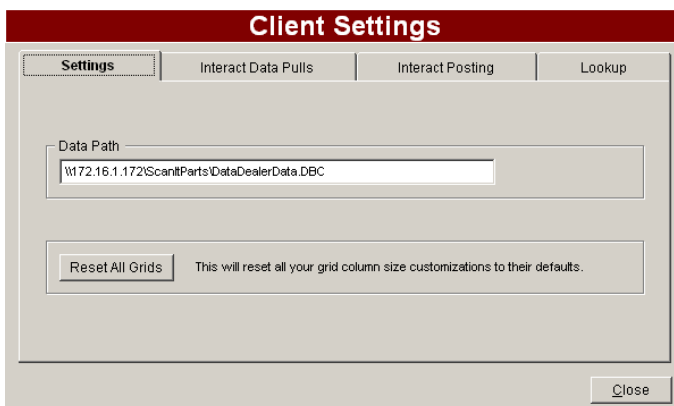 Client Settings
Settings
Interact Data Pulls
Interact Posting
Lookup
Data Path
\\172.16.1.172\ScanItParts\DataDealerData.DBC
Reset All Grids
This will reset all your grid column size customizations to their defaults.
Close